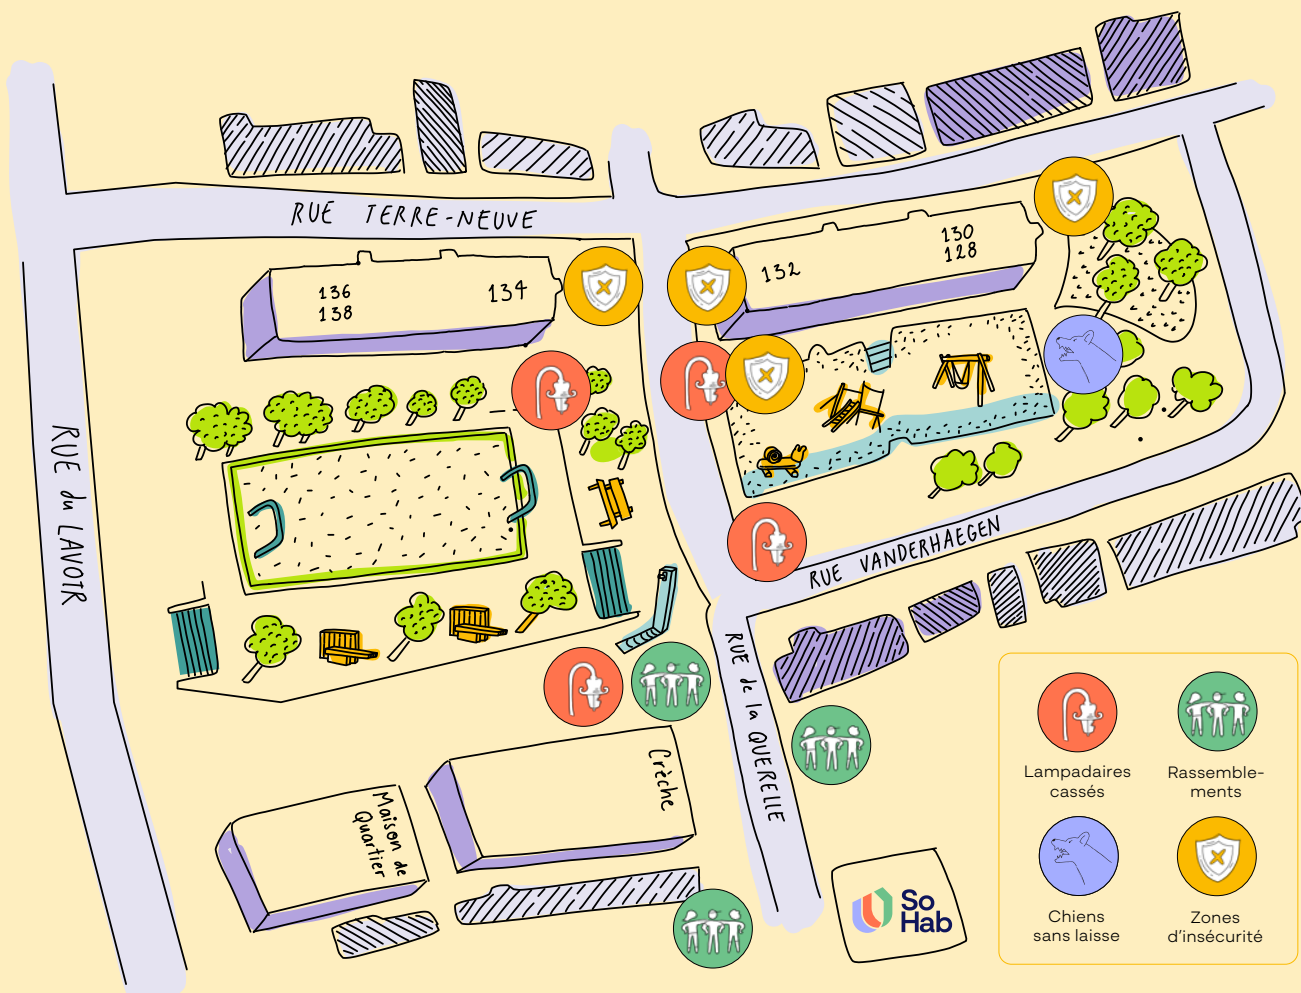 RUE TERRE-NEUVE
130
128
132
136
138
134
RUE du LAVOIR
RUE VANDERHAEGEN
RUE de la QUERELLE
Crèche
Maison de
Quartier
So
Hab
Lampadaires
cassés
Rassemble-
ments
Chiens
sans laisse
Zones
d'insécurité